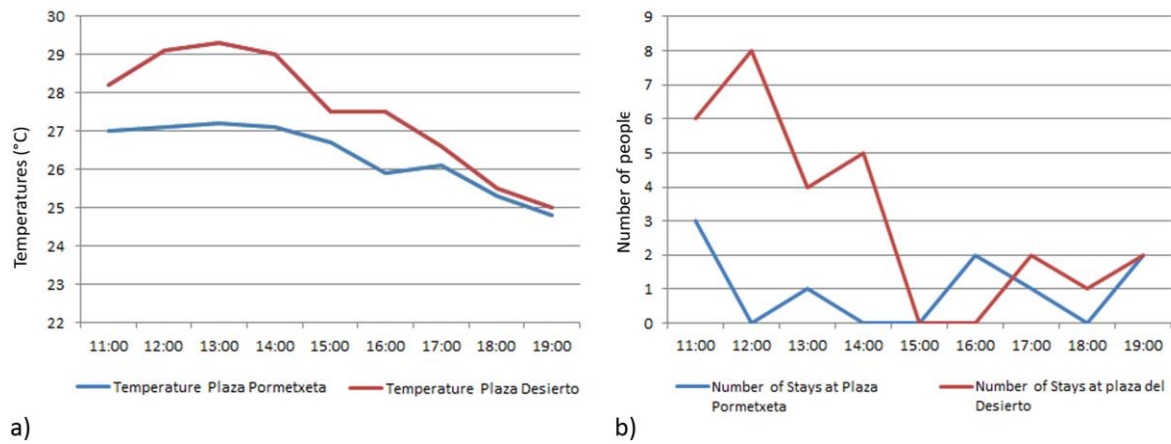 30
29
28
27
26
25
24
23
22
Temperatures (°C)
11:00 12:00 13:00 14:00 15:00 16:00 17:00 18:00 19:00
Temperature Plaza Pormetxeta
Temperature Plaza Desierto
a)
9
8
7
6
5
4
3
2
1
0
Number of people
11:00 12:00 13:00 14:00 15:00 16:00 17:00 18:00 19:00
Number of Stays at Plaza
Pormetxeta
Number of Stays at plaza del
Desierto
b)